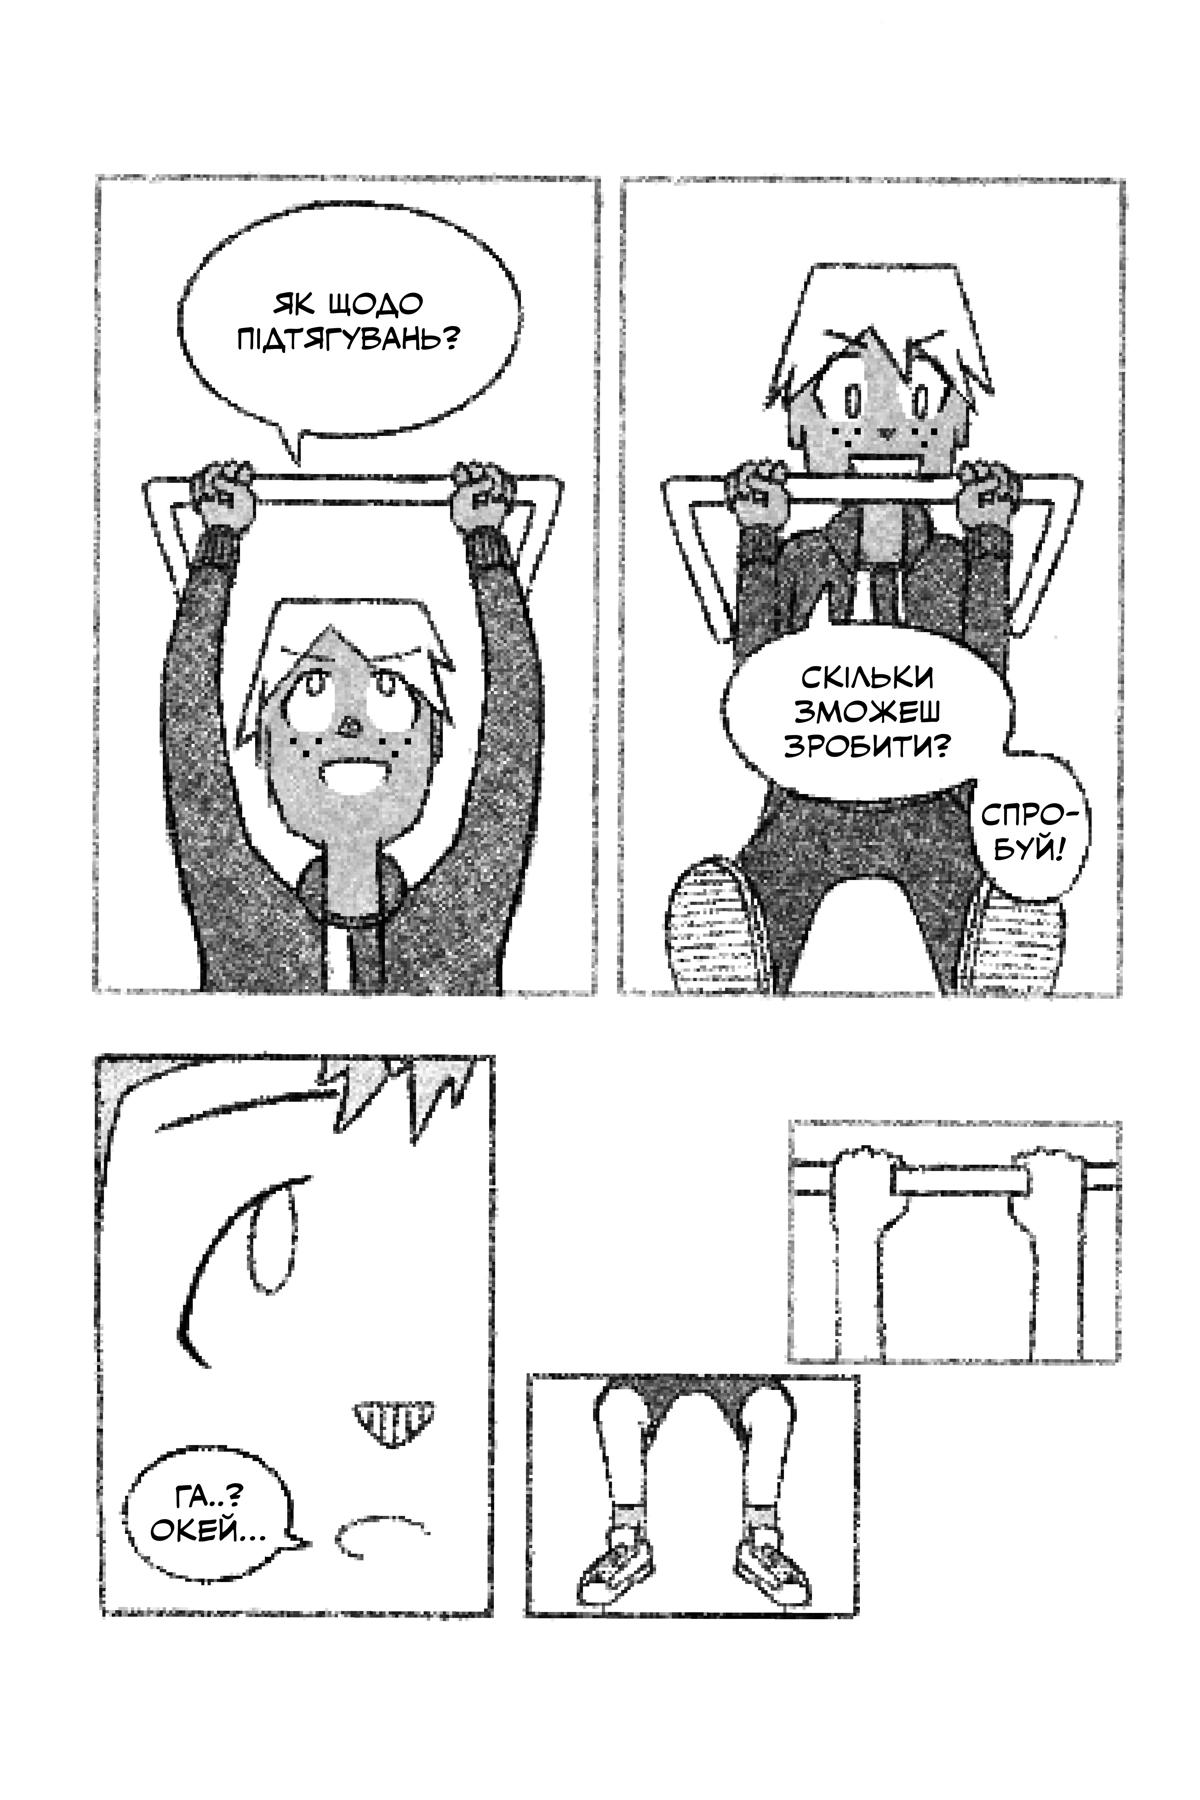 ЯК ЩОДО
ПІДТЯГУВАНЬ?
СКІЛЬКИ
ЗМОЖЕШ
ЗРОБИТИ?
СПРО-
БУЙ!
ГА..?
ОКЕЙ...